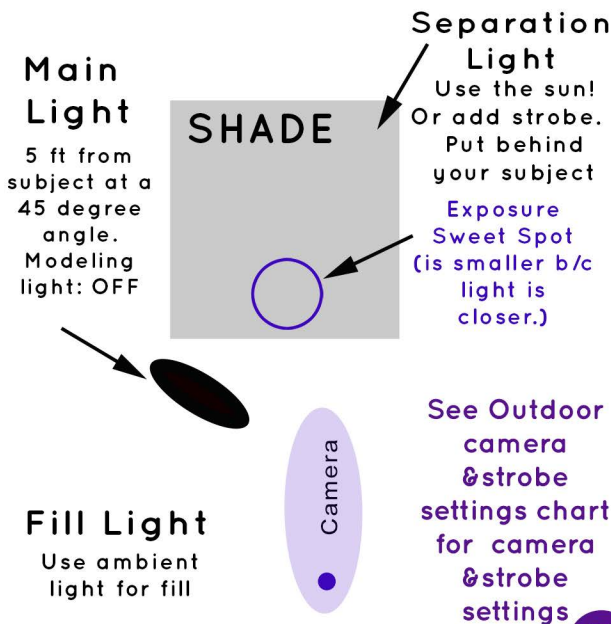 Main
Light
5 ft from
subject at a
45 degree
angle.
Modeling
light: OFF
SHADE
Separation
Light
Use the sun!
Or add strobe.
Put behind
your subject
Exposure
Sweet Spot
(is smaller b/c
light is
closer.)
Camera
Fill Light
Use ambient
light for fill
See Outdoor
camera
&strobe
settings chart
for camera
&strobe
settings